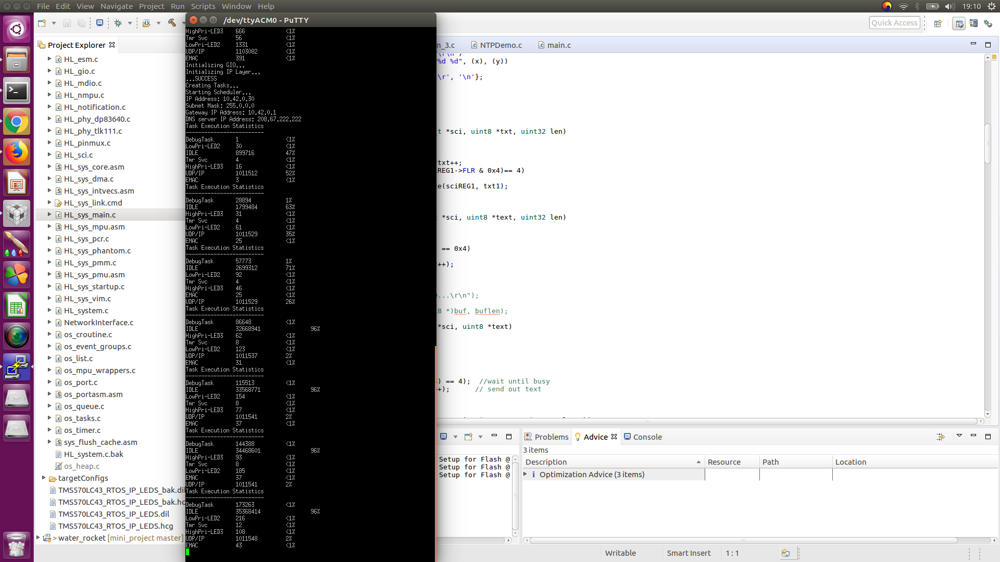 File Edit View Navigate Project Run Scripts Window Help
19:10
/dev/ttyACM0 - PuTTY
Quick Access
Project Explorer
HL_esm.c
HL_gio.c
HL_mdio.c
HL_nmpu.c
HL_notification.c
HL_phy_dp83640.c
HL_phy_tlk111.c
HL_pinmux.c
HL_sci.c
HL_sys_core.asm
HL_sys_dma.c
HL_sys_intvecs.asm
HL_sys_link.cmd
HL_sys_main.c
HL_sys_mpu.asm
HL_sys_pcr.c
HL_sys_phantom.c
HL_sys_pmm.c
HL_sys_pmu.asm
HL_sys_startup.c
HL_sys_vim.c
HL_system.c
NetworkInterface.c
os_croutine.c
os_event_groups.c
os_list.c
os_mpu_wrappers.c
os_port.c
os_portasm.asm
os_queue.c
os_tasks.c
os_timer.c
sys_flush_cache.asm
HL_system.c.bak
os_heap.c
targetConfigs
TMS570LC43_RTOS_IP_LEDS_bak.dil
TMS570LC43_RTOS_IP_LEDS_bak.hc
TMS570LC43_RTOS_IP_LEDS.dil
TMS570LC43_RTOS_IP_LEDS.hcg
> water_rocket [mini_project master]
HighPri-LED3 666 <1%
Tmr Svc 56 <1%
LowPri-LED2 1331 <1%
UDP/IP 1103082 <1%
EMAC 391 <1%
Initializing GIO...
Initializing IP Layer...
...SUCCESS
Creating Tasks...
Starting Scheduler...
IP Address: 10.42.0.30
Subnet Mask: 255.0.0.0
Gateway IP Address: 10.42.0.1
DNS server IP Address: 208.67.222.222
Task Execution Statistics
-------------------------
DebugTask 1 <1%
LowPri-LED2 30 <1%
IDLE 899716 47%
Tmr Svc 4 <1%
HighPri-LED3 16 <1%
UDP/IP 1011512 52%
EMAC 3 <1%
Task Execution Statistics
-------------------------
DebugTask 28894 1%
IDLE 1799484 63%
HighPri-LED3 31 <1%
Tmr Svc 4 <1%
LowPri-LED2 61 <1%
UDP/IP 1011529 35%
EMAC 25 <1%
Task Execution Statistics
-------------------------
DebugTask 57773 1%
IDLE 2699312 71%
LowPri-LED2 92 <1%
Tmr Svc 4 <1%
HighPri-LED3 46 <1%
EMAC 25 <1%
UDP/IP 1011529 26%
Task Execution Statistics
-------------------------
DebugTask 86648 <1%
IDLE 32668941 96%
HighPri-LED3 62 <1%
Tmr Svc 8 <1%
LowPri-LED2 123 <1%
UDP/IP 1011537 2%
EMAC 31 <1%
Task Execution Statistics
-------------------------
DebugTask 115513 <1%
IDLE 33568771 96%
LowPri-LED2 154 <1%
Tmr Svc 8 <1%
HighPri-LED3 77 <1%
UDP/IP 1011541 2%
EMAC 37 <1%
Task Execution Statistics
-------------------------
DebugTask 144388 <1%
IDLE 34468601 96%
HighPri-LED3 93 <1%
Tmr Svc 8 <1%
LowPri-LED2 185 <1%
EMAC 37 <1%
UDP/IP 1011541 2%
Task Execution Statistics
-------------------------
DebugTask 173263 <1%
IDLE 35368414 96%
LowPri-LED2 216 <1%
Tmr Svc 12 <1%
HighPri-LED3 108 <1%
UDP/IP 1011548 2%
EMAC 43 <1%
n_3.c NTPDemo.c main.c
%d %d", (x), (y))
\r', '\n'};
t *sci, uint8 *txt, uint32 len)
txt++;
REG1->FLR & 0x4)== 4)
e(sciREG1, txt1);
*sci, uint8 *text, uint32 len)
== 0x4)
++);
...\r\n");
8 *)buf, buflen);
*sci, uint8 *text)
) == 4); //wait until busy
+); // send out text
Setup for Flash @
Setup for Flash @
Setup for Flash @
Problems Advice Console
3 items
Description Resource Path Location
i Optimization Advice (3 items)
Writable Smart Insert 1 : 1